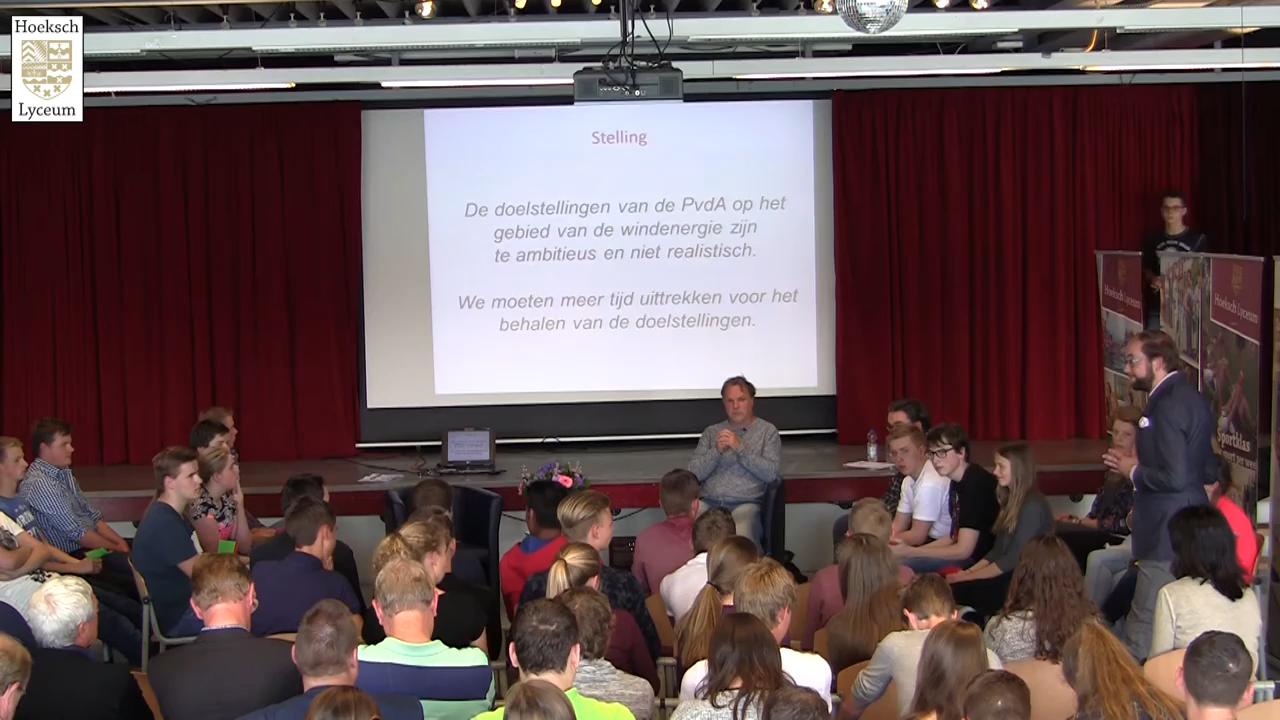 Hoeksch
Lyceum
Stelling
De doelstellingen van de PvdA op het
gebied van de windenergie zijn
te ambitieus en niet realistisch.
We moeten meer tijd uittrekken voor het
behalen van de doelstellingen.
Hoeksch Lyceum
Hoeksch Lyceum
Sportklas